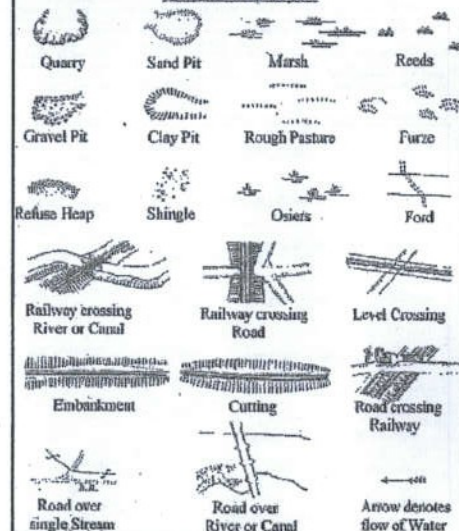 Quarry Sand Pit Marsh Reeds
Gravel Pit Clay Pit Rough Pasture Furze
Refuse Heap Shingle Osiers Ford
Railway crossing
River or Canal
Railway crossing
Road
Level Crossing
Embankment Cutting
Road crossing
Railway
B.R.
Road over
single Stream
Road over
River or Canal
Arrow denotes
flow of Water